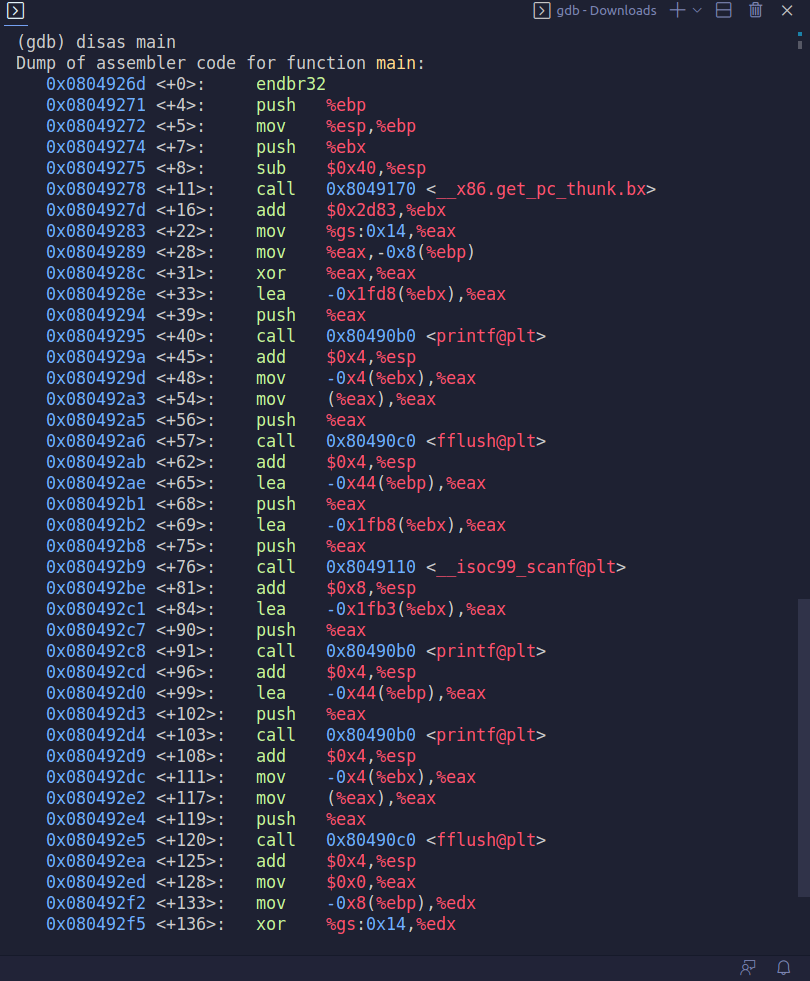 gdb - Downloads
(gdb) disas main
Dump of assembler code for function main:
0x0804926d <+0>: endbr32
0x08049271 <+4>: push %ebp
0x08049272 <+5>: mov %esp,%ebp
0x08049274 <+7>: push %ebx
0x08049275 <+8>: sub $0x40,%esp
0x08049278 <+11>: call 0x8049170 <__x86.get_pc_thunk.bx>
0x0804927d <+16>: add $0x2d83,%ebx
0x08049283 <+22>: mov %gs:0x14,%eax
0x08049289 <+28>: mov %eax,-0x8(%ebp)
0x0804928c <+31>: xor %eax,%eax
0x0804928e <+33>: lea -0x1fd8(%ebx),%eax
0x08049294 <+39>: push %eax
0x08049295 <+40>: call 0x80490b0 <printf@plt>
0x0804929a <+45>: add $0x4,%esp
0x0804929d <+48>: mov -0x4(%ebx),%eax
0x080492a3 <+54>: mov (%eax),%eax
0x080492a5 <+56>: push %eax
0x080492a6 <+57>: call 0x80490c0 <fflush@plt>
0x080492ab <+62>: add $0x4,%esp
0x080492ae <+65>: lea -0x44(%ebp),%eax
0x080492b1 <+68>: push %eax
0x080492b2 <+69>: lea -0x1fb8(%ebx),%eax
0x080492b8 <+75>: push %eax
0x080492b9 <+76>: call 0x8049110 <__isoc99_scanf@plt>
0x080492be <+81>: add $0x8,%esp
0x080492c1 <+84>: lea -0x1fb3(%ebx),%eax
0x080492c7 <+90>: push %eax
0x080492c8 <+91>: call 0x80490b0 <printf@plt>
0x080492cd <+96>: add $0x4,%esp
0x080492d0 <+99>: lea -0x44(%ebp),%eax
0x080492d3 <+102>: push %eax
0x080492d4 <+103>: call 0x80490b0 <printf@plt>
0x080492d9 <+108>: add $0x4,%esp
0x080492dc <+111>: mov -0x4(%ebx),%eax
0x080492e2 <+117>: mov (%eax),%eax
0x080492e4 <+119>: push %eax
0x080492e5 <+120>: call 0x80490c0 <fflush@plt>
0x080492ea <+125>: add $0x4,%esp
0x080492ed <+128>: mov $0x0,%eax
0x080492f2 <+133>: mov -0x8(%ebp),%edx
0x080492f5 <+136>: xor %gs:0x14,%edx